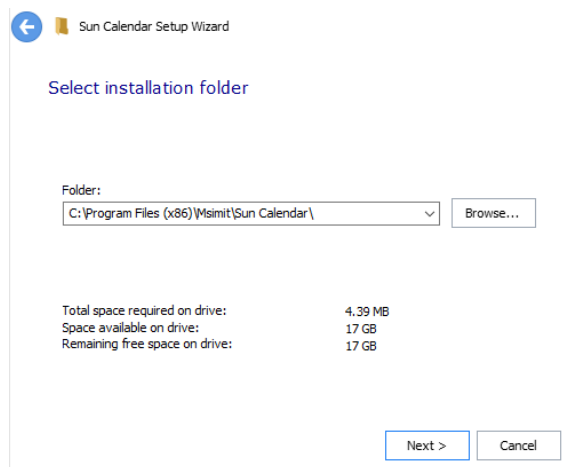 Sun Calendar Setup Wizard
Select installation folder
Folder:
C:\Program Files (x86)\Msimit\Sun Calendar\
Browse...
Total space required on drive: 4.39 MB
Space available on drive: 17 GB
Remaining free space on drive: 17 GB
Next >
Cancel